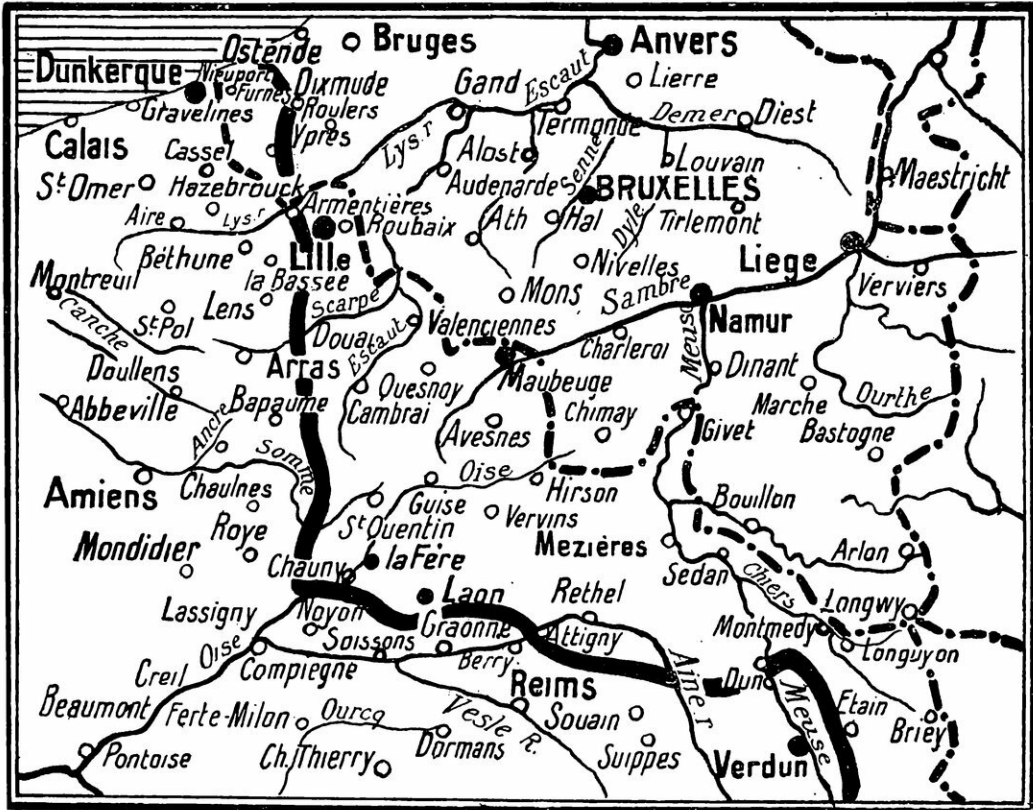 Ostende
Bruges
Anvers
Dunkerque
Nieuport
Furnes
Dixmude
Gand
Escaut
Lierre
Gravelines
Roulers
Ypres
Termonde
Demer
Diest
Calais
Cassel
Lys.r
Alost
Senne
Louvain
Maestricht
St Omer
Hazebrouck
Audenarde
BRUXELLES
Aire
Lys.r
Armentières
Roubaix
Ath
Hal
Dyle
Tirlemont
Béthune
Lille
Nivelles
Liege
Montreuil
la Bassée
Mons
Sambre
Verviers
Canche
St Pol
Lens
Scarpe
Douai
Escaut
Valenciennes
Charleroi
Meuse
Namur
Doullens
Arras
Quesnoy
Maubeuge
Dinant
Ourthe
Abbeville
Ancre
Bapaume
Cambrai
Chimay
Marche
Avesnes
Givet
Bastogne
Somme
Amiens
Chaulnes
Oise
Guise
Hirson
Bouillon
Roye
St Quentin
Vervins
Mezières
Mondidier
Arlon
Chauny
la Fère
Sedan
Chiers
Longwy
Lassigny
Noyon
Laon
Rethel
Craonne
Attigny
Montmedy
Longuyon
Soissons
Oise
Compiegne
Berry
Aine r
Dun
Creil
Reims
Meuse
Etain
Beaumont
Ferte-Milon
Ourcq
Vesle R.
Souain
Briey
Pontoise
Ch. Thierry
Dormans
Suippes
Verdun